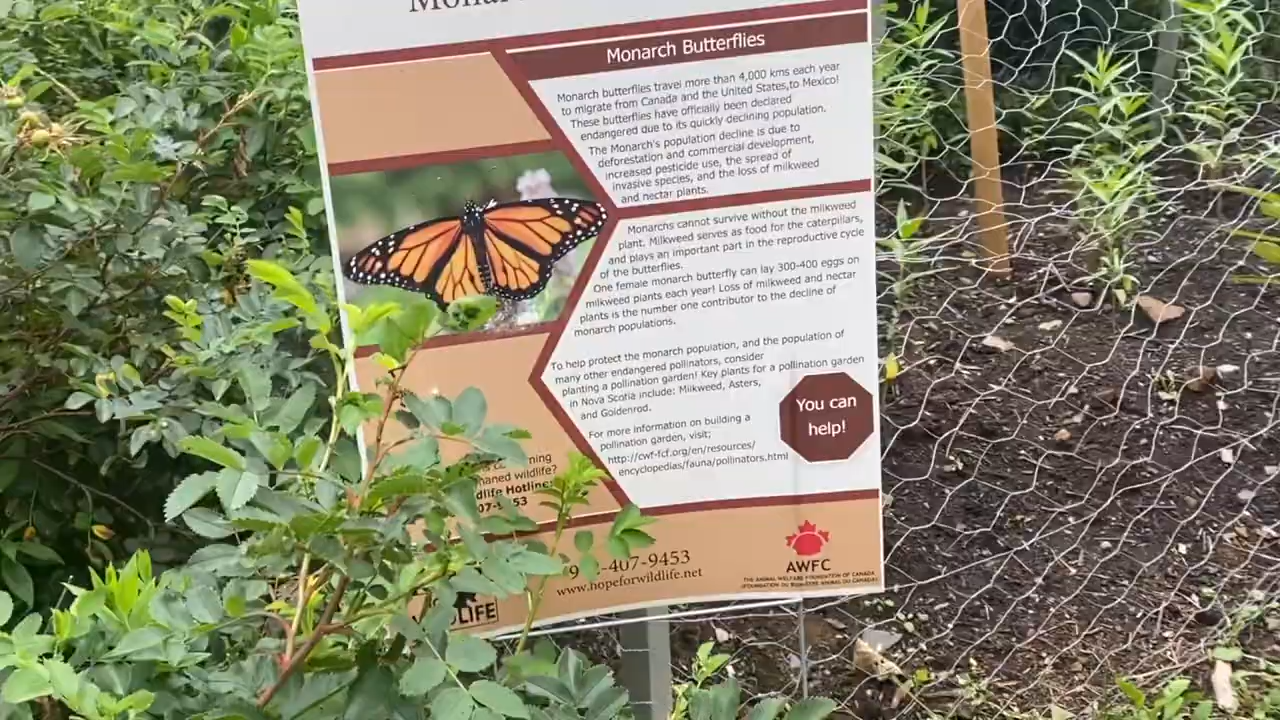 Monarch Butterflies
Monarch butterflies travel more than 4,000 kms each year
to migrate from Canada and the United States,to Mexico!
These butterflies have officially been declared
endangered due to its quickly declining population.
The Monarch's population decline is due to
deforestation and commercial development,
increased pesticide use, the spread of
invasive species, and the loss of milkweed
and nectar plants.
Monarchs cannot survive without the milkweed
plant. Milkweed serves as food for the caterpillars,
and plays an important part in the reproductive cycle
of the butterflies.
One female monarch butterfly can lay 300-400 eggs on
milkweed plants each year! Loss of milkweed and nectar
plants is the number one contributor to the decline of
monarch populations.
To help protect the monarch population, and the population of
many other endangered pollinators, consider
planting a pollination garden! Key plants for a pollination garden
in Nova Scotia include: Milkweed, Asters,
and Goldenrod.
For more information on building a
pollination garden, visit;
http://cwf-fcf.org/en/resources/
encyclopedias/fauna/pollinators.html
You can
help!
wildlife?
Hotline:
-407-9453
www.hopeforwildlife.net
AWFC
THE ANIMAL WELFARE FOUNDATION OF CANADA